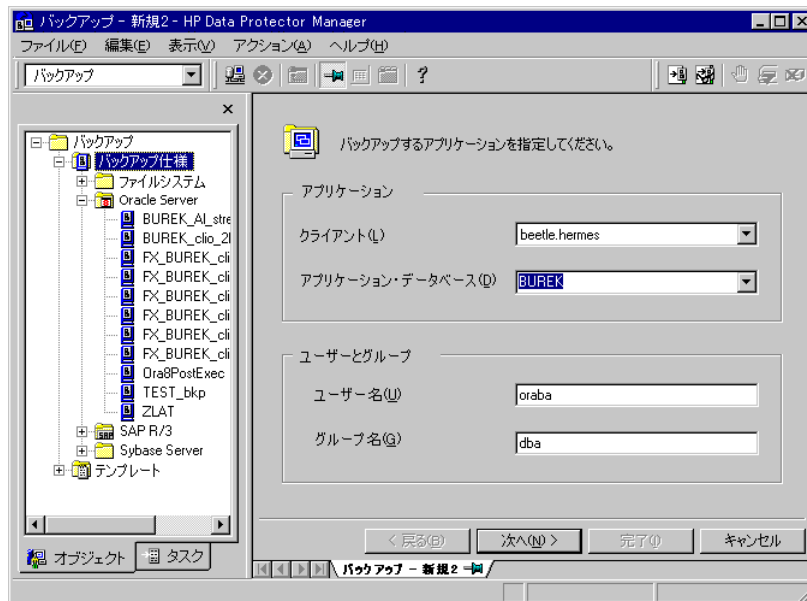 バックアップ - 新規2 - HP Data Protector Manager
ファイル(F) 編集(E) 表示(V) アクション(A) ヘルプ(H)
バックアップ
バックアップ
バックアップ仕様
ファイルシステム
Oracle Server
BUREK_AI_stre
BUREK_clio_2l
FX_BUREK_cli
FX_BUREK_cli
FX_BUREK_cli
FX_BUREK_cli
FX_BUREK_cli
FX_BUREK_cli
Ora8PostExec
TEST_bkp
ZLAT
SAP R/3
Sybase Server
テンプレート
オブジェクト タスク
バックアップするアプリケーションを指定してください。
アプリケーション
クライアント(L) beetle.hermes
アプリケーション・データベース(D) BUREK
ユーザーとグループ
ユーザー名(U) oraba
グループ名(G) dba
< 戻る(B) 次へ(N) > 完了(I) キャンセル
バックアップ - 新規2